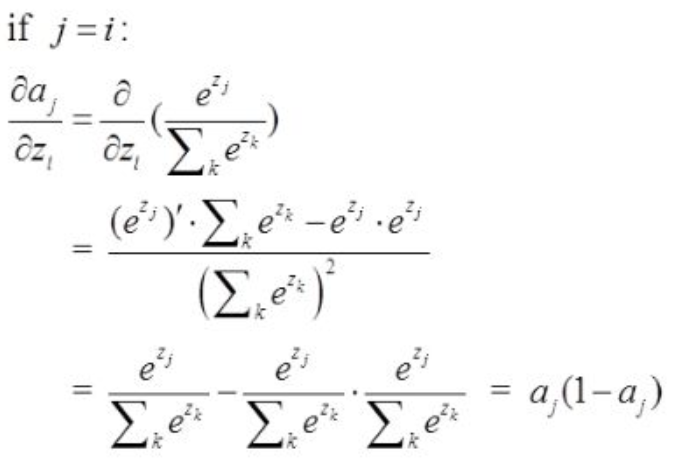 if j=i:
∂a_j/∂z_i = ∂/∂z_i (e^{z_j} / ∑_k e^{z_k})
= ((e^{z_j})′ · ∑_k e^{z_k} − e^{z_j} · e^{z_j}) / (∑_k e^{z_k})^2
= e^{z_j} / ∑_k e^{z_k} − e^{z_j} / ∑_k e^{z_k} · e^{z_j} / ∑_k e^{z_k} = a_j(1−a_j)